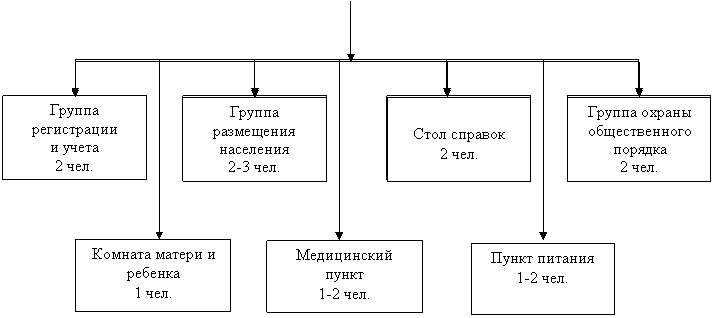 Группа
регистрации
и учета
2 чел.
Группа
размещения
населения
2-3 чел.
Стол справок
2 чел.
Группа охраны
общественного
порядка
2 чел.
Комната матери и
ребенка
1 чел.
Медицинский
пункт
1-2 чел.
Пункт питания
1-2 чел.